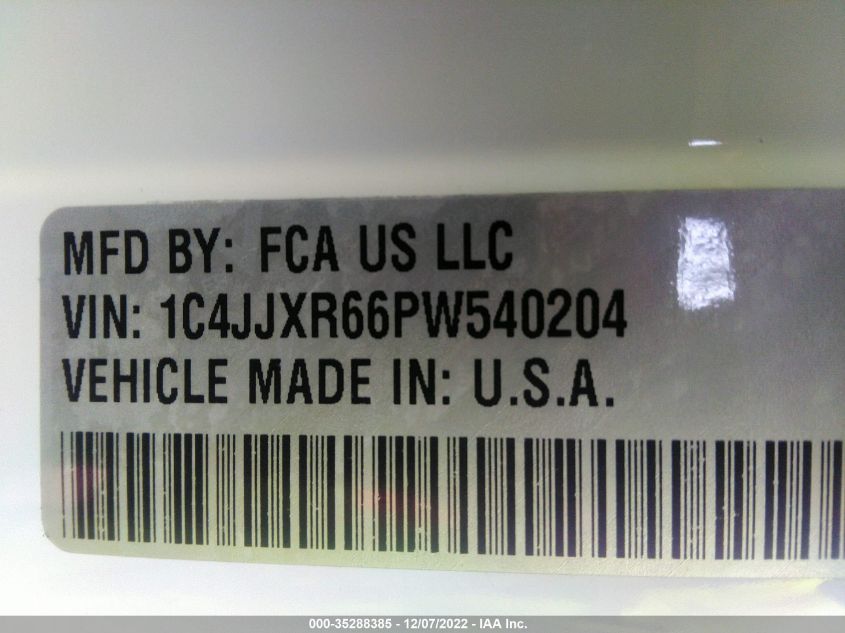 MFD BY: FCA US LLC
VIN: 1C4JJXR66PW540204
VEHICLE MADE IN: U.S.A.
000-35288385 - 12/07/2022 - IAA Inc.